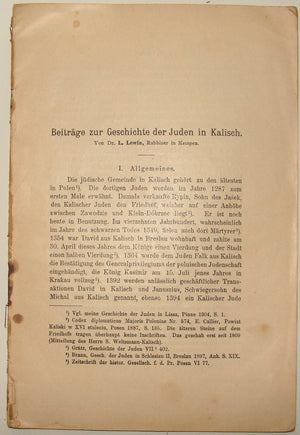 Beiträge zur Geschichte der Juden in Kalisch.
Von Dr. L. Lewin, Rabbiner in Kempen.
I. Allgemeines.
Die jüdische Gemeinde in Kalisch gehört zu den ältesten
in Polen¹). Die dortigen Juden werden im Jahre 1287 zum
ersten Male erwähnt. Damals verkaufte Rypin, Sohn des Jaček,
den Kalischer Juden den Friedhof, welcher auf einer Anhöhe
zwischen Zawodzie und Klein-Dobrzec liegt²). Er ist noch
heute in Benutzung. Im vierzehnten Jahrhundert, wahrscheinlich
im Jahre des schwarzen Todes 1349, fielen auch dort Märtyrer³).
1354 war David aus Kalisch in Breslau wohnhaft und zahlte am
30. April dieses Jahres dem Könige einen Vierdung und der Stadt
einen halben Vierdung⁴). 1364 wurde dem Juden Falk aus Kalisch
die Bestätigung des Generalprivilegiums der polnischen Judenschaft
eingehändigt, die König Kasimir am 15. Juli jenes Jahres in
Krakau vollzog⁵). 1392 werden anlässlich geschäftlicher Trans-
aktionen David in Kalisch und Janussius, Schwiegersohn des
Michal aus Kalisch genannt, ebenso 1394 ein Kalischer Jude
¹) Vgl. meine Geschichte der Juden in Lissa, Pinne 1904, S. 1.
²) Codex diplomaticus Majoris Poloniae Nr. 574, E. Callier, Powiat
Kaliski w XVI stuleciu, Posen 1887, S. 185. Die älteren Steine auf dem
Friedhofe tragen überhaupt keine Inschriften. Das geschah erst seit 1800
(Mitteilung des Herrn S. Weltzmann-Kalisch).
³) Grätz, Geschichte der Juden VII³ 402.
⁴) Brann, Gesch. der Juden in Schlesien II, Breslau 1897, Anh. S. XIX.
⁵) Zeitschrift der histor. Gesellsch. f. d. Pr. Posen VI 77.